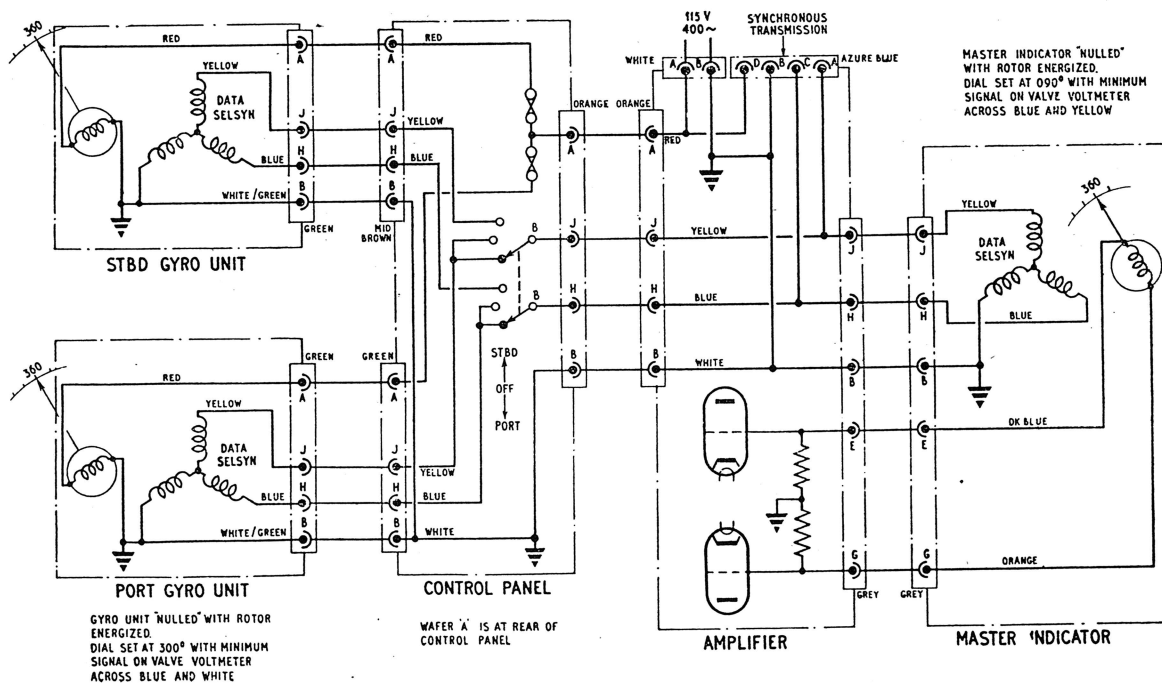 360
RED
A
RED
A
YELLOW
DATA
SELSYN
J
J
YELLOW
BLUE
H
H
BLUE
WHITE/GREEN
B
B
GREEN
MID
BROWN
STBD GYRO UNIT
360
RED
GREEN
A
GREEN
A
YELLOW
DATA
SELSYN
J
J
YELLOW
BLUE
H
H
BLUE
WHITE/GREEN
B
B
WHITE
PORT GYRO UNIT
GYRO UNIT "NULLED" WITH ROTOR
ENERGIZED.
DIAL SET AT 300° WITH MINIMUM
SIGNAL ON VALVE VOLTMETER
ACROSS BLUE AND WHITE
B
B
STBD
OFF
PORT
CONTROL PANEL
WAFER 'A' IS AT REAR OF
CONTROL PANEL
ORANGE
ORANGE
A
A
RED
J
J
YELLOW
H
H
BLUE
B
B
WHITE
115 V
400~
WHITE
A
B
SYNCHRONOUS
TRANSMISSION
D
B
C
A
AZURE BLUE
J
H
B
E
G
GREY
AMPLIFIER
MASTER INDICATOR "NULLED"
WITH ROTOR ENERGIZED.
DIAL SET AT 090° WITH MINIMUM
SIGNAL ON VALVE VOLTMETER
ACROSS BLUE AND YELLOW
360
YELLOW
J
DATA
SELSYN
H
BLUE
B
DK BLUE
E
G
ORANGE
GREY
MASTER INDICATOR